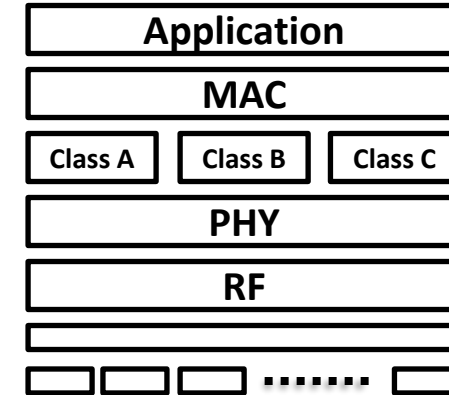 Application
MAC
Class A Class B Class C
PHY
RF